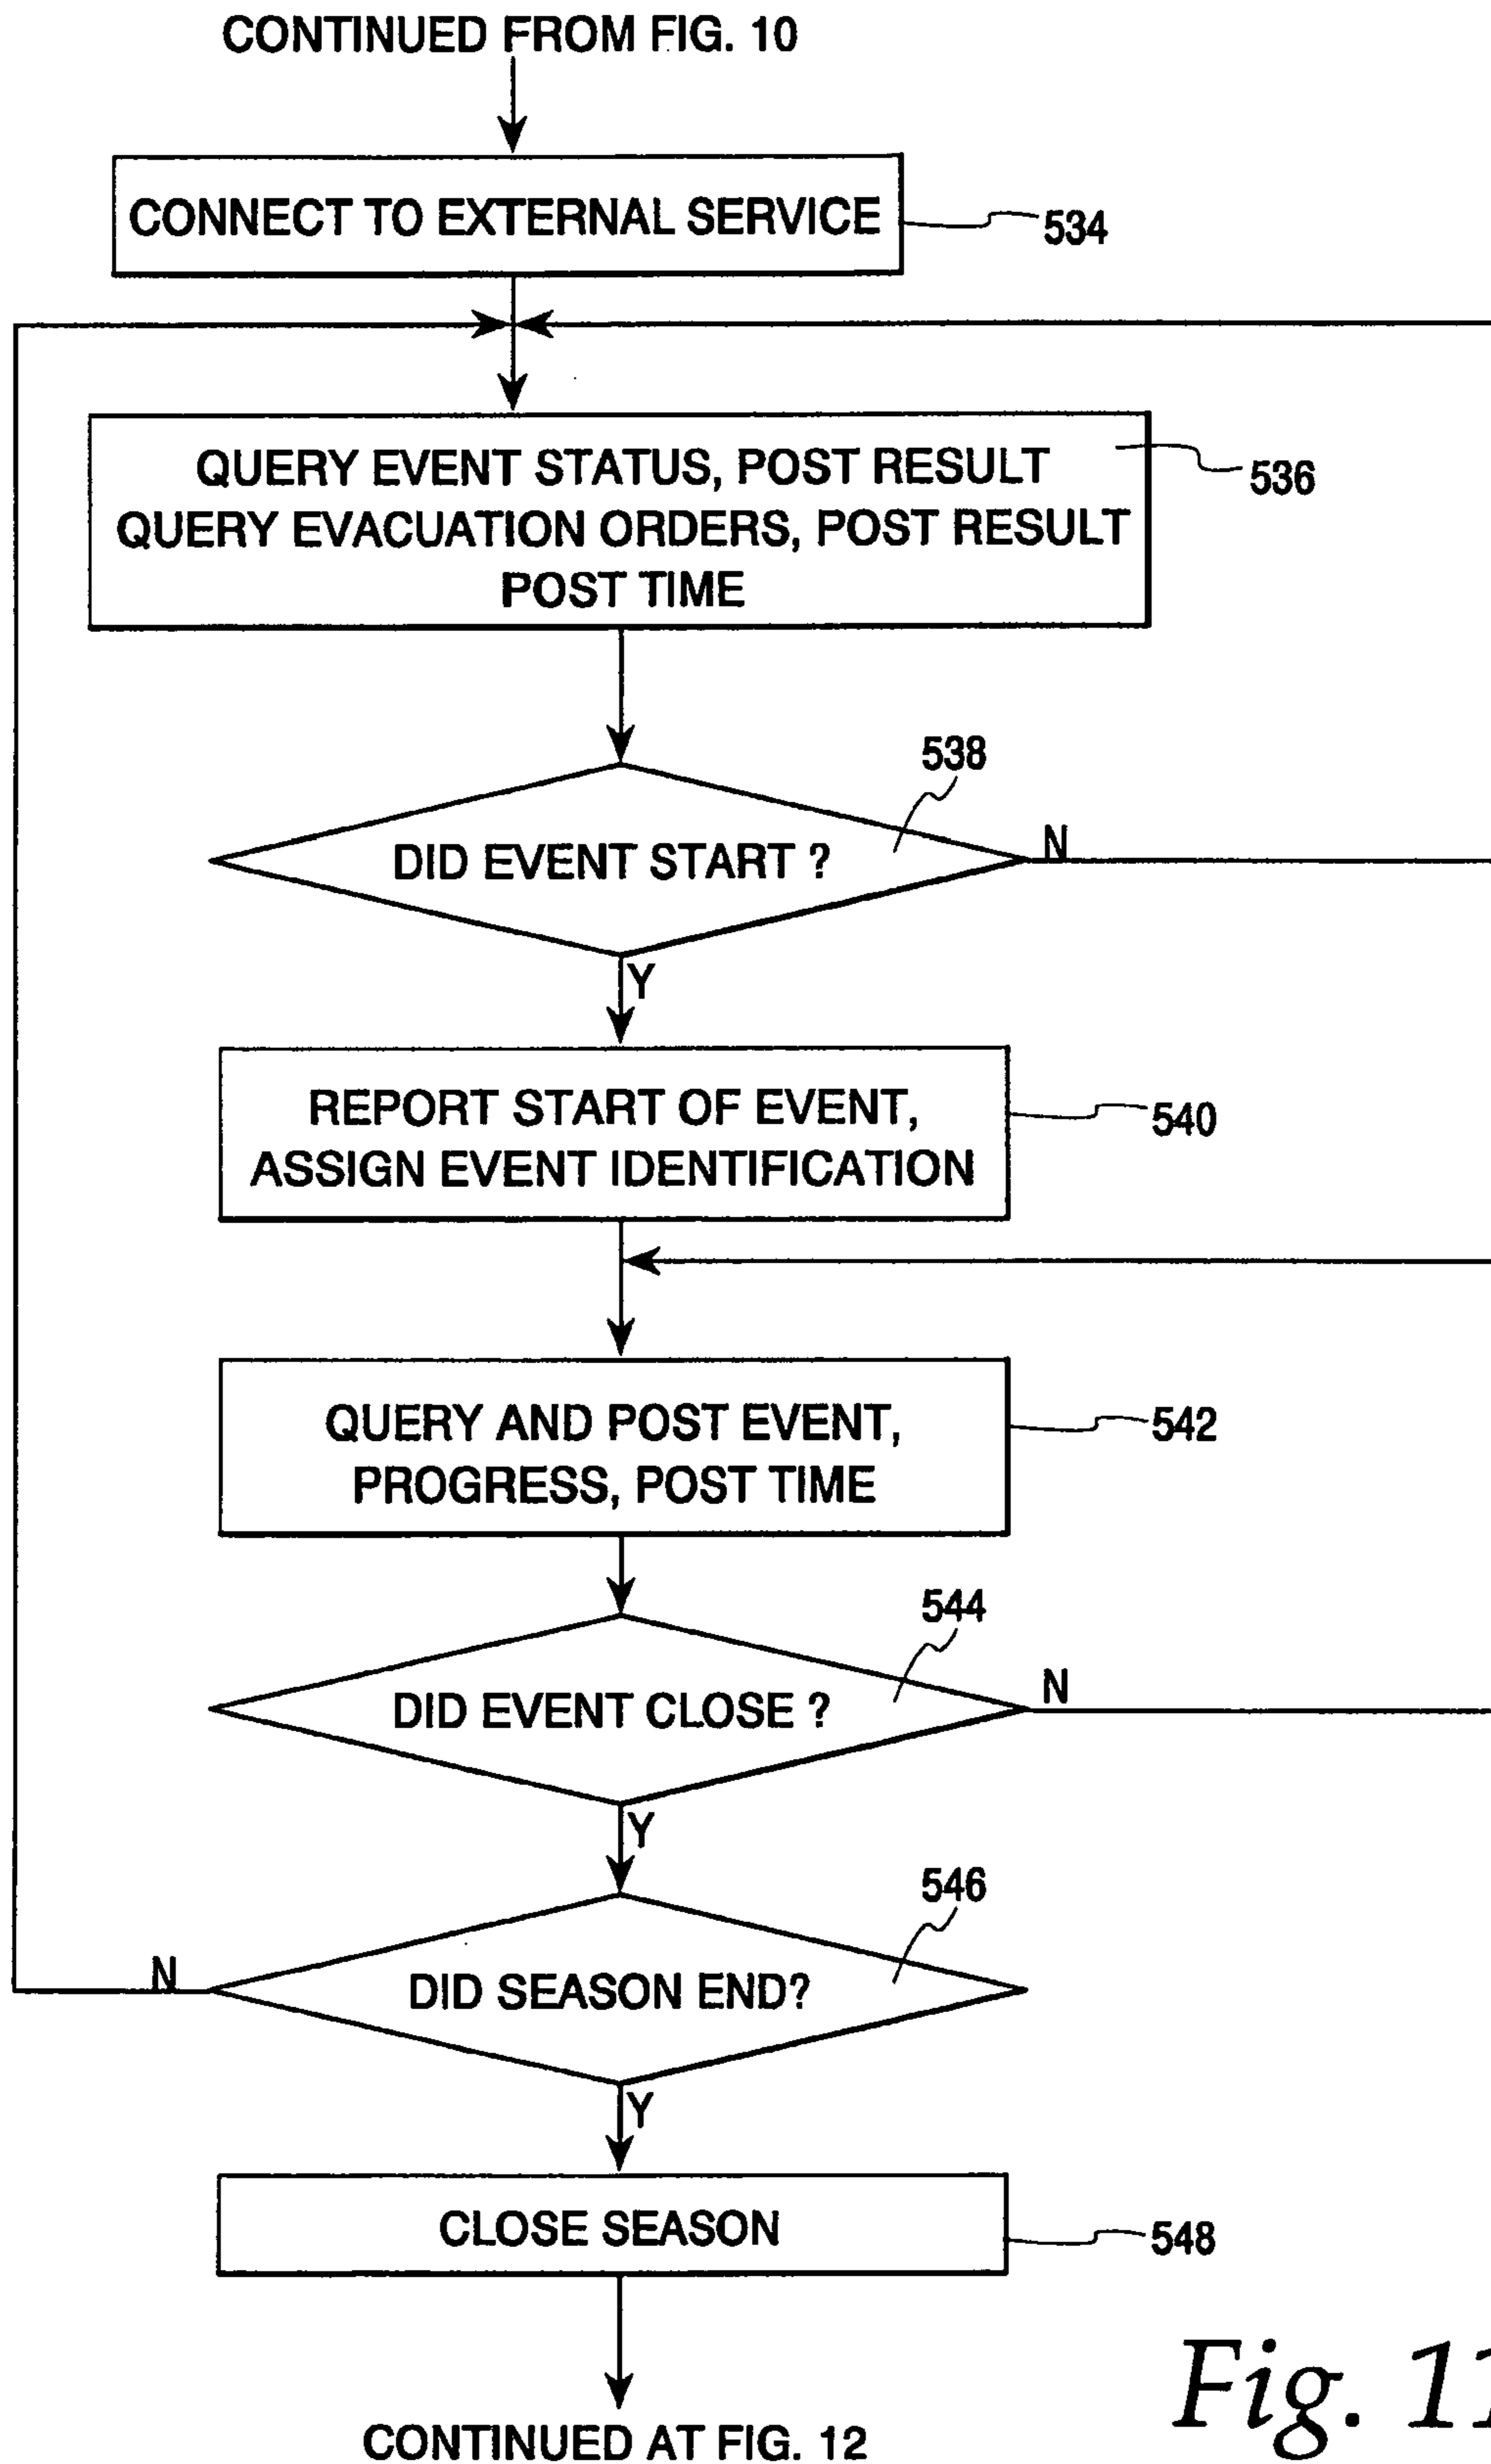 CONTINUED FROM FIG. 10
CONNECT TO EXTERNAL SERVICE
534
QUERY EVENT STATUS, POST RESULT
QUERY EVACUATION ORDERS, POST RESULT
POST TIME
536
538
DID EVENT START ?
N
Y
REPORT START OF EVENT,
ASSIGN EVENT IDENTIFICATION
540
QUERY AND POST EVENT,
PROGRESS, POST TIME
542
544
DID EVENT CLOSE ?
N
Y
546
N
DID SEASON END?
Y
CLOSE SEASON
548
CONTINUED AT FIG. 12
Fig. 11